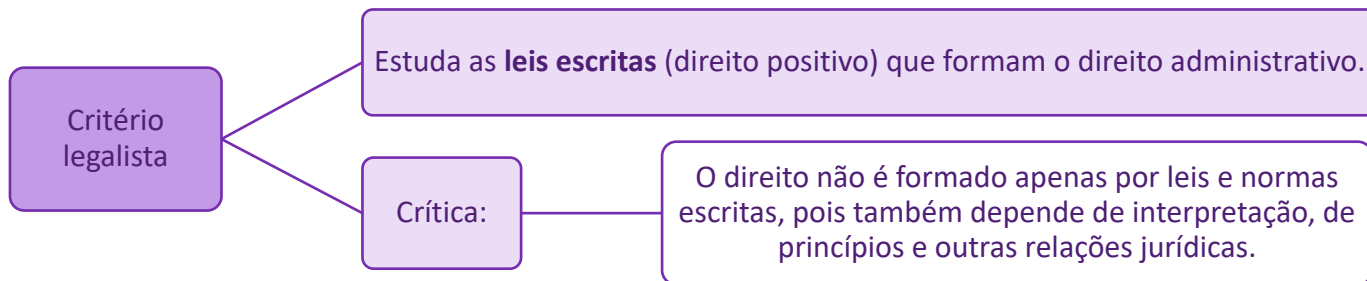 Critério
legalista
Estuda as leis escritas (direito positivo) que formam o direito administrativo.
Crítica:
O direito não é formado apenas por leis e normas
escritas, pois também depende de interpretação, de
princípios e outras relações jurídicas.